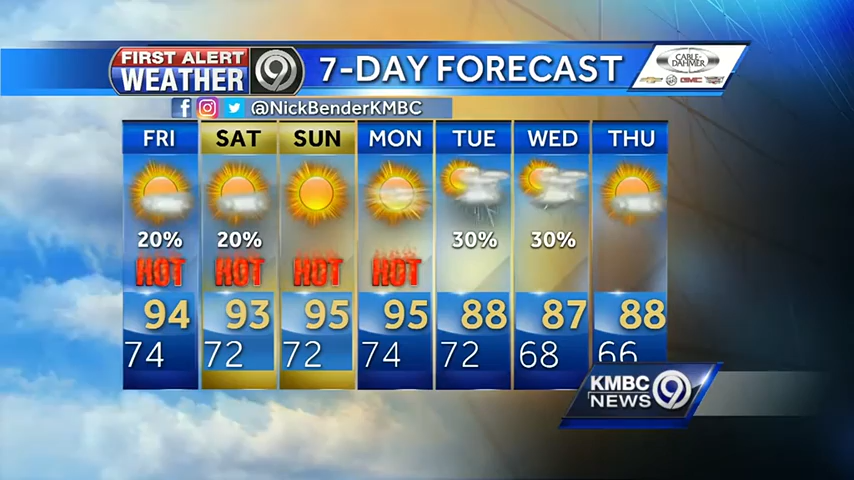 FIRST ALERT
WEATHER 9
7-DAY FORECAST
CABLE
DAHMER
GMC
@NickBenderKMBC
FRI SAT SUN MON TUE WED THU
20% 20% 30% 30%
HOT HOT HOT HOT
94 93 95 95 88 87 88
74 72 72 74 72 68 66
KMBC 9
NEWS